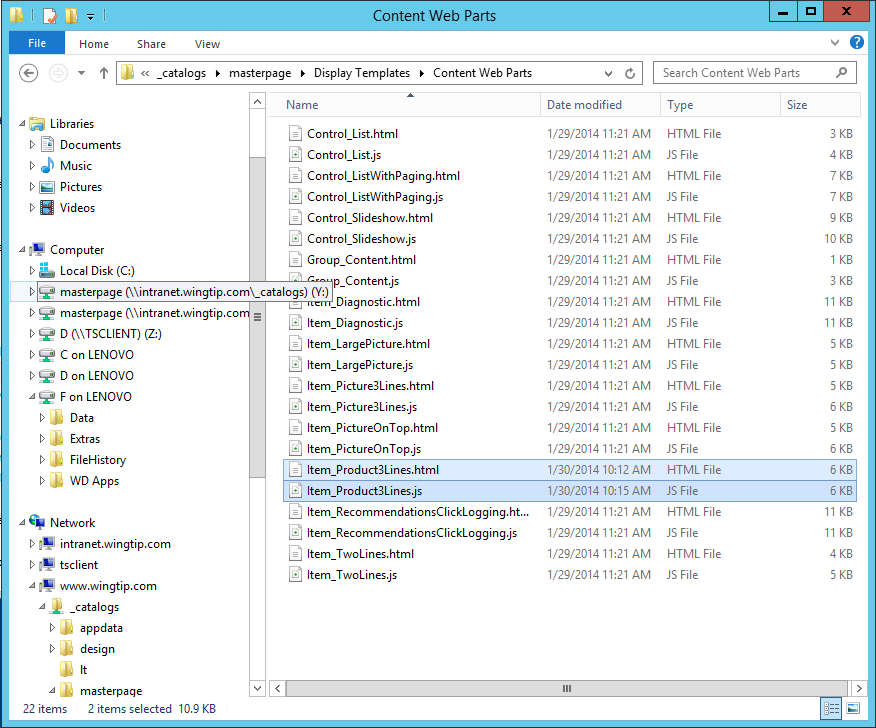 Content Web Parts
File Home Share View
« _catalogs masterpage Display Templates Content Web Parts
Search Content Web Parts
Libraries
Documents
Music
Pictures
Videos
Computer
Local Disk (C:)
masterpage (\\intranet.wingtip.com\_catalogs) (Y:)
masterpage (\\intranet.wingtip.com
D (\\TSCLIENT) (Z:)
C on LENOVO
D on LENOVO
F on LENOVO
Data
Extras
FileHistory
WD Apps
Network
intranet.wingtip.com
tsclient
www.wingtip.com
_catalogs
appdata
design
lt
masterpage
Name Date modified Type Size
Control_List.html 1/29/2014 11:21 AM HTML File 3 KB
Control_List.js 1/29/2014 11:21 AM JS File 4 KB
Control_ListWithPaging.html 1/29/2014 11:21 AM HTML File 7 KB
Control_ListWithPaging.js 1/29/2014 11:21 AM JS File 7 KB
Control_Slideshow.html 1/29/2014 11:21 AM HTML File 9 KB
Control_Slideshow.js 1/29/2014 11:21 AM JS File 10 KB
Group_Content.html 1/29/2014 11:21 AM HTML File 1 KB
Group_Content.js 1/29/2014 11:21 AM JS File 3 KB
Item_Diagnostic.html 1/29/2014 11:21 AM HTML File 11 KB
Item_Diagnostic.js 1/29/2014 11:21 AM JS File 11 KB
Item_LargePicture.html 1/29/2014 11:21 AM HTML File 5 KB
Item_LargePicture.js 1/29/2014 11:21 AM JS File 5 KB
Item_Picture3Lines.html 1/29/2014 11:21 AM HTML File 5 KB
Item_Picture3Lines.js 1/29/2014 11:21 AM JS File 6 KB
Item_PictureOnTop.html 1/29/2014 11:21 AM HTML File 5 KB
Item_PictureOnTop.js 1/29/2014 11:21 AM JS File 6 KB
Item_Product3Lines.html 1/30/2014 10:12 AM HTML File 6 KB
Item_Product3Lines.js 1/30/2014 10:15 AM JS File 6 KB
Item_RecommendationsClickLogging.ht... 1/29/2014 11:21 AM HTML File 11 KB
Item_RecommendationsClickLogging.js 1/29/2014 11:21 AM JS File 11 KB
Item_TwoLines.html 1/29/2014 11:21 AM HTML File 4 KB
Item_TwoLines.js 1/29/2014 11:21 AM JS File 5 KB
22 items 2 items selected 10.9 KB